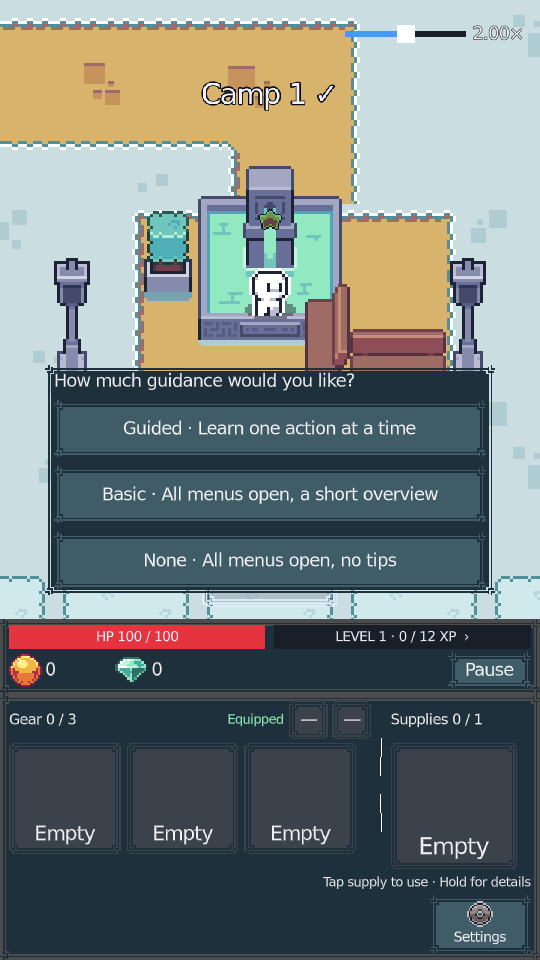 2.00×
Camp 1 ✓
How much guidance would you like?
Guided · Learn one action at a time
Basic · All menus open, a short overview
None · All menus open, no tips
HP 100 / 100
LEVEL 1 · 0 / 12 XP ›
0
0
Pause
Gear 0 / 3
Equipped
—
—
Supplies 0 / 1
Empty
Empty
Empty
Empty
Tap supply to use · Hold for details
Settings